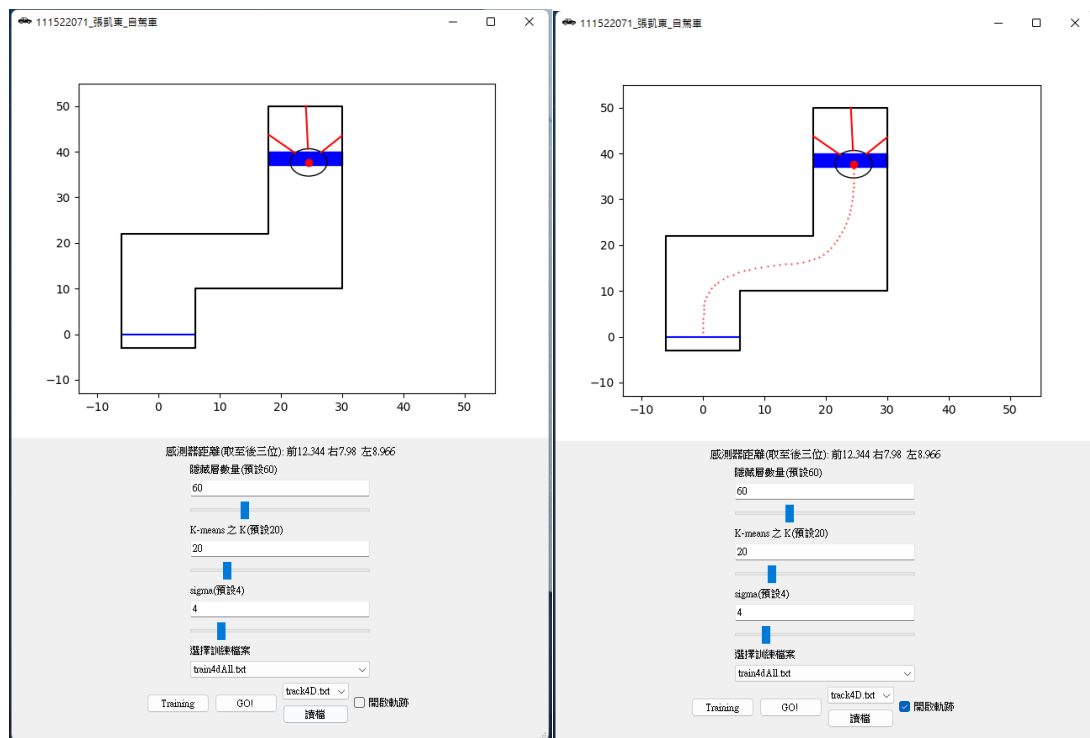 111522071_張凱東_自駕車
50
40
30
20
10
0
−10
−10 0 10 20 30 40 50
感測器距離(取至後三位): 前12.344 右7.98 左8.966
隱藏層數量(預設60)
60
K-means 之 K(預設20)
20
sigma(預設4)
4
選擇訓練檔案
train4dAll.txt
Training GO! track4D.txt 開啟軌跡
讀檔
111522071_張凱東_自駕車
50
40
30
20
10
0
−10
−10 0 10 20 30 40 50
感測器距離(取至後三位): 前12.344 右7.98 左8.966
隱藏層數量(預設60)
60
K-means 之 K(預設20)
20
sigma(預設4)
4
選擇訓練檔案
train4dAll.txt
Training GO! track4D.txt 開啟軌跡
讀檔